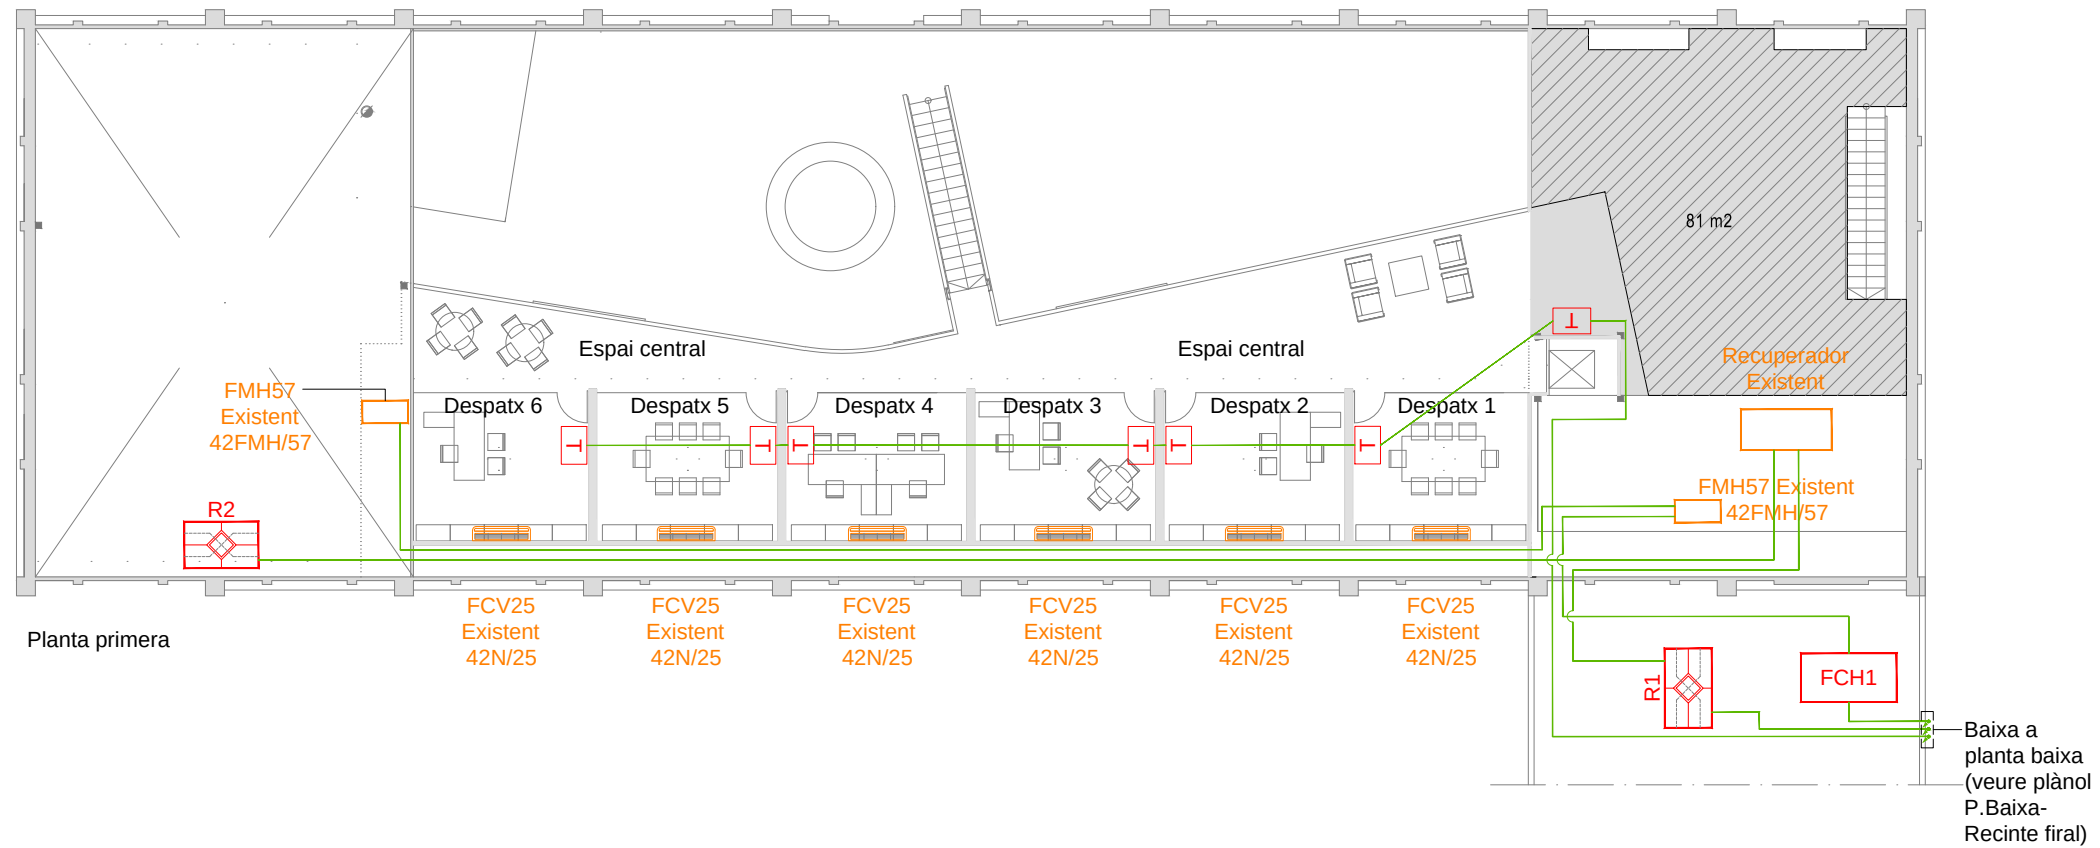 81 m2
Espai central
Espai central
Recuperador
Existent
FMH57
Existent
42FMH/57
Despatx 6
Despatx 5
Despatx 4
Despatx 3
Despatx 2
Despatx 1
T
T
T
T
T
T
T
FMH57 Existent
42FMH/57
R2
FCV25
Existent
42N/25
FCV25
Existent
42N/25
FCV25
Existent
42N/25
FCV25
Existent
42N/25
FCV25
Existent
42N/25
FCV25
Existent
42N/25
Planta primera
R1
FCH1
Baixa a
planta baixa
(veure plànol
P.Baixa-
Recinte firal)